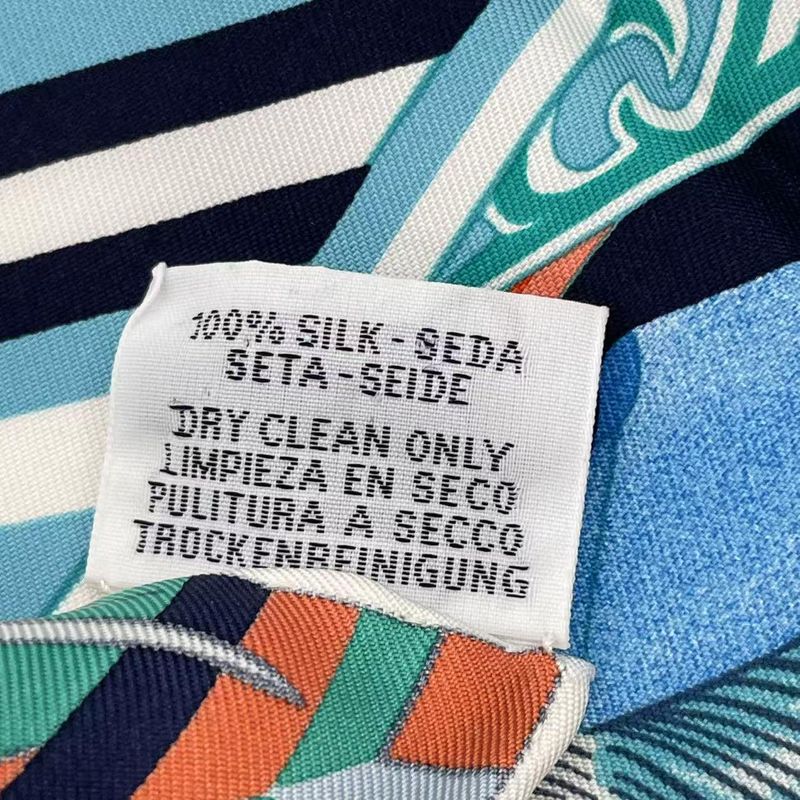 100% SILK - SEDA
SETA - SEIDE
DRY CLEAN ONLY
LIMPIEZA EN SECO
PULITURA A SECCO
TROCKENREINIGUNG